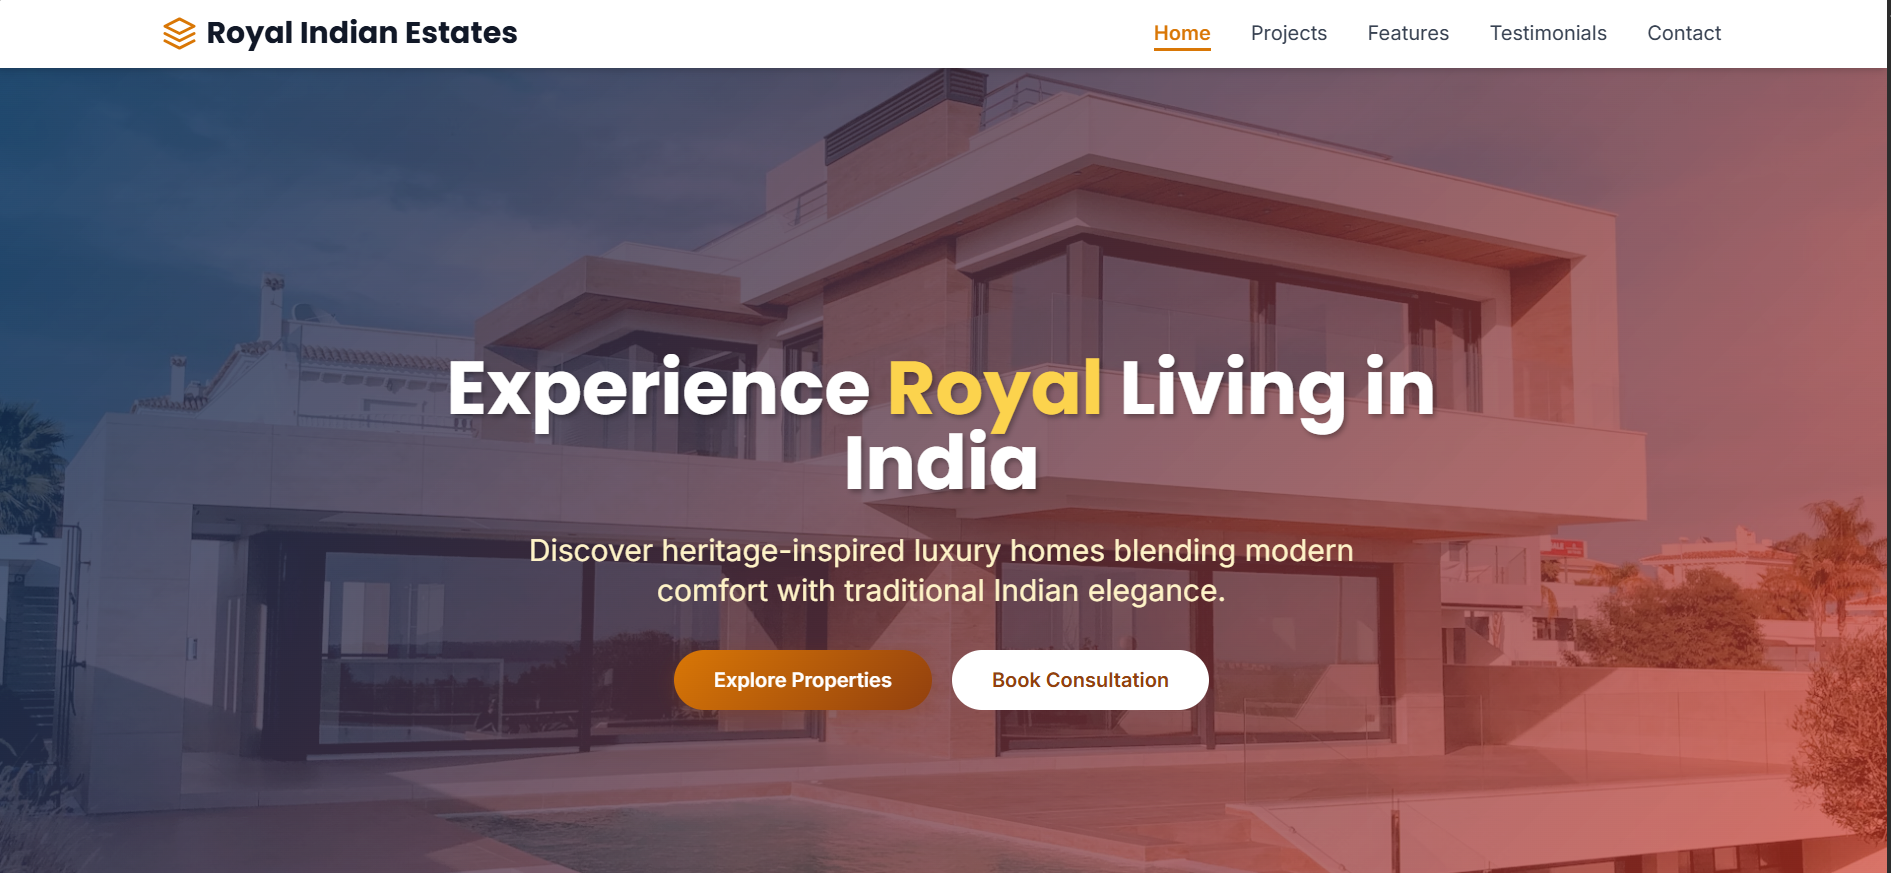 Royal Indian Estates
Home Projects Features Testimonials Contact
Experience Royal Living in
India
Discover heritage-inspired luxury homes blending modern
comfort with traditional Indian elegance.
Explore Properties Book Consultation